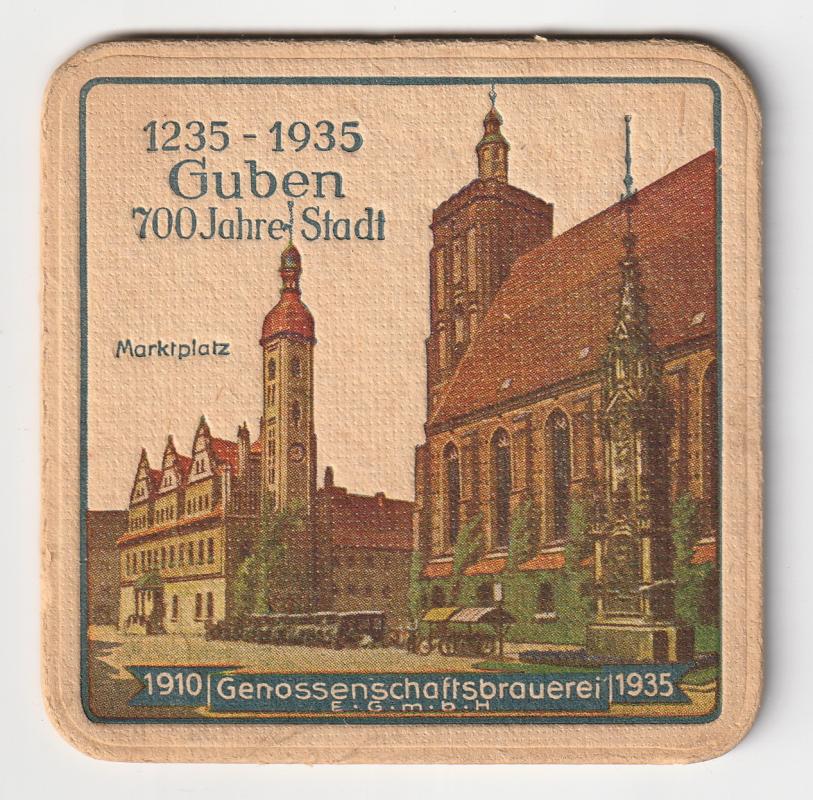 1235 - 1935
Guben
700 Jahre Stadt
Marktplatz
1910 Genossenschaftsbrauerei 1935
E·G·m·b·H